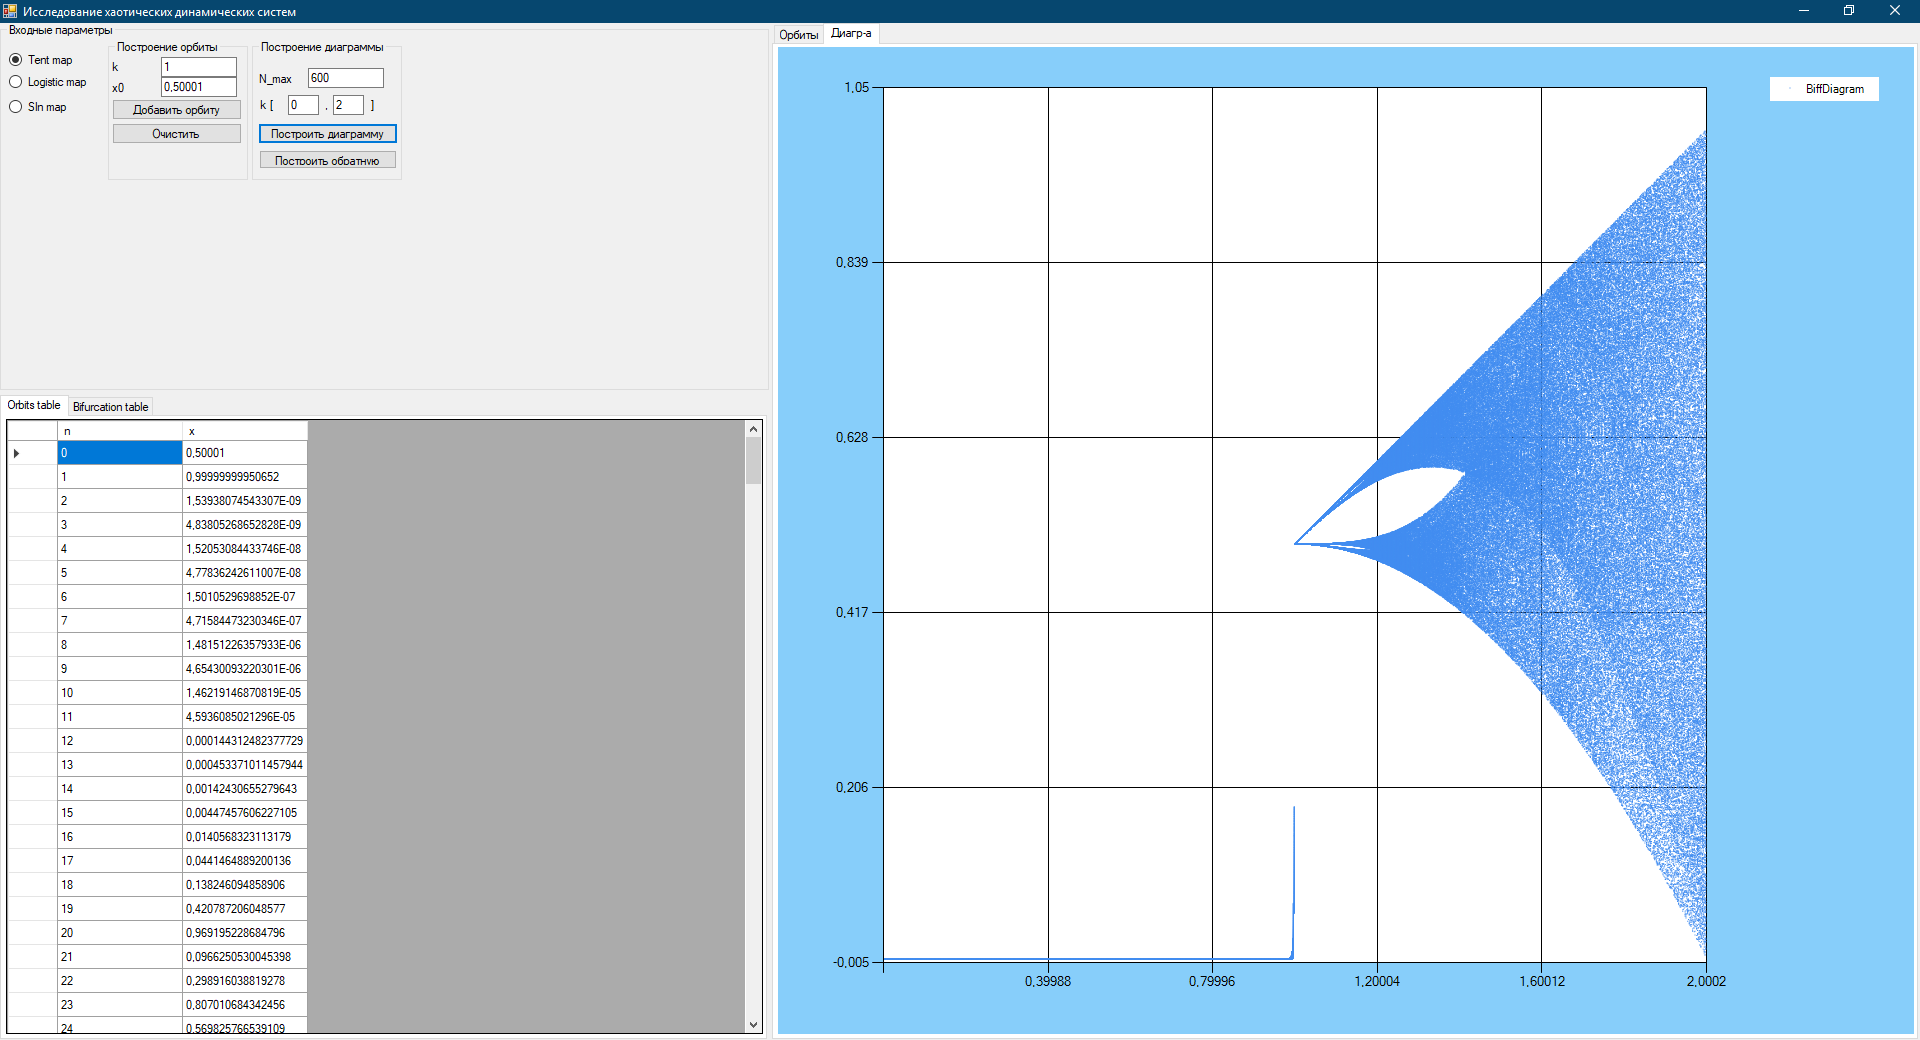 Исследование хаотических динамических систем
Входные параметры
Tent map
Logistic map
SIn map
Построение орбиты
k 1
x0 0,50001
Добавить орбиту
Очистить
Построение диаграммы
N_max 600
k [ 0 , 2 ]
Построить диаграмму
Построить обратную
Orbits table Bifurcation table
n x
0 0,50001
1 0,99999999950652
2 1,53938074543307E-09
3 4,83805268652828E-09
4 1,52053084433746E-08
5 4,77836242611007E-08
6 1,5010529698852E-07
7 4,71584473230346E-07
8 1,48151226357933E-06
9 4,65430093220301E-06
10 1,46219146870819E-05
11 4,5936085021296E-05
12 0,000144312482377729
13 0,000453371011457944
14 0,00142430655279643
15 0,00447457606227105
16 0,0140568323113179
17 0,0441464889200136
18 0,138246094858906
19 0,420787206048577
20 0,969195228684796
21 0,0966250530045398
22 0,298916038819278
23 0,807010684342456
24 0,569825766539109
Орбиты Диагр-а
1,05
0,839
0,628
0,417
0,206
-0,005
0,39988 0,79996 1,20004 1,60012 2,0002
BiffDiagram